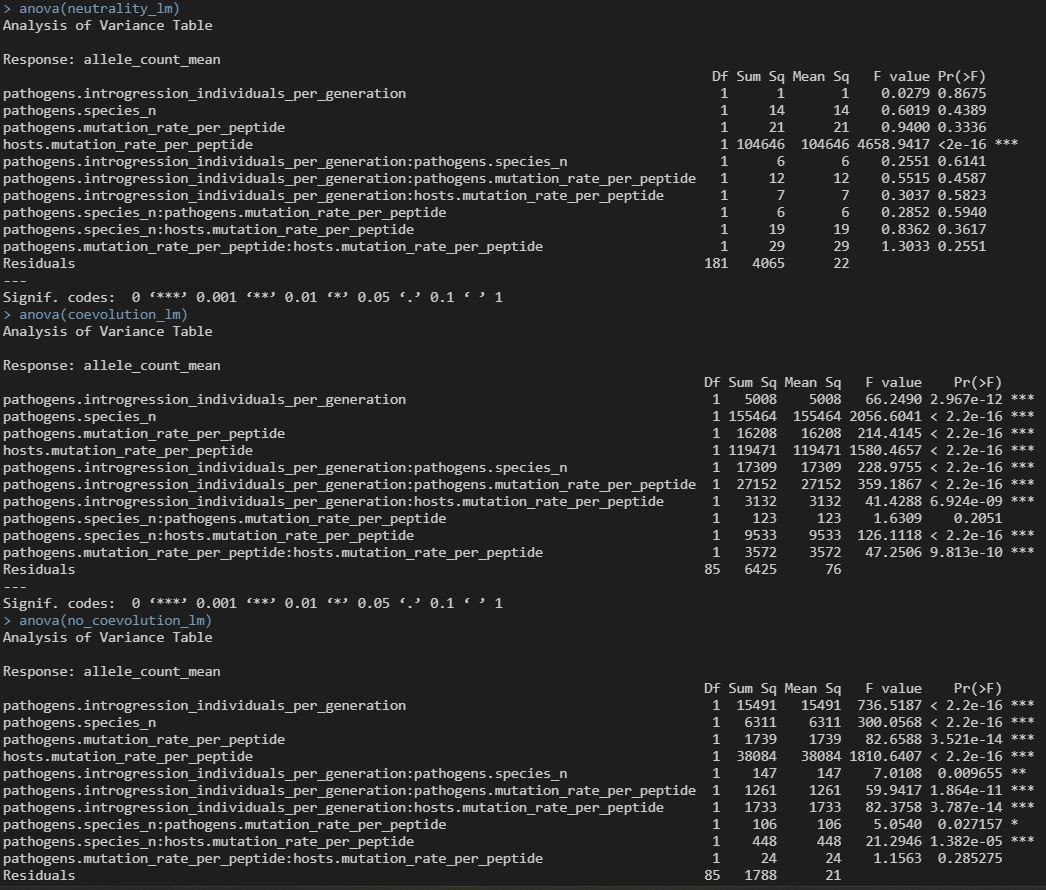 > anova(neutrality_lm)
Analysis of Variance Table

Response: allele_count_mean
                                                                                       Df Sum Sq Mean Sq   F value Pr(>F)
pathogens.introgression_individuals_per_generation                                      1      1       1    0.0279 0.8675
pathogens.species_n                                                                     1     14      14    0.6019 0.4389
pathogens.mutation_rate_per_peptide                                                     1     21      21    0.9400 0.3336
hosts.mutation_rate_per_peptide                                                         1 104646  104646 4658.9417 <2e-16 ***
pathogens.introgression_individuals_per_generation:pathogens.species_n                  1      6       6    0.2551 0.6141
pathogens.introgression_individuals_per_generation:pathogens.mutation_rate_per_peptide  1     12      12    0.5515 0.4587
pathogens.introgression_individuals_per_generation:hosts.mutation_rate_per_peptide      1      7       7    0.3037 0.5823
pathogens.species_n:pathogens.mutation_rate_per_peptide                                 1      6       6    0.2852 0.5940
pathogens.species_n:hosts.mutation_rate_per_peptide                                     1     19      19    0.8362 0.3617
pathogens.mutation_rate_per_peptide:hosts.mutation_rate_per_peptide                     1     29      29    1.3033 0.2551
Residuals                                                                             181   4065      22
---
Signif. codes:  0 ‘***’ 0.001 ‘**’ 0.01 ‘*’ 0.05 ‘.’ 0.1 ‘ ’ 1
> anova(coevolution_lm)
Analysis of Variance Table

Response: allele_count_mean
                                                                                       Df Sum Sq Mean Sq   F value    Pr(>F)
pathogens.introgression_individuals_per_generation                                      1   5008    5008   66.2490 2.967e-12 ***
pathogens.species_n                                                                     1 155464  155464 2056.6041 < 2.2e-16 ***
pathogens.mutation_rate_per_peptide                                                     1  16208   16208  214.4145 < 2.2e-16 ***
hosts.mutation_rate_per_peptide                                                         1 119471  119471 1580.4657 < 2.2e-16 ***
pathogens.introgression_individuals_per_generation:pathogens.species_n                  1  17309   17309  228.9755 < 2.2e-16 ***
pathogens.introgression_individuals_per_generation:pathogens.mutation_rate_per_peptide  1  27152   27152  359.1867 < 2.2e-16 ***
pathogens.introgression_individuals_per_generation:hosts.mutation_rate_per_peptide      1   3132    3132   41.4288 6.924e-09 ***
pathogens.species_n:pathogens.mutation_rate_per_peptide                                 1    123     123    1.6309    0.2051
pathogens.species_n:hosts.mutation_rate_per_peptide                                     1   9533    9533  126.1118 < 2.2e-16 ***
pathogens.mutation_rate_per_peptide:hosts.mutation_rate_per_peptide                     1   3572    3572   47.2506 9.813e-10 ***
Residuals                                                                              85   6425      76
---
Signif. codes:  0 ‘***’ 0.001 ‘**’ 0.01 ‘*’ 0.05 ‘.’ 0.1 ‘ ’ 1
> anova(no_coevolution_lm)
Analysis of Variance Table

Response: allele_count_mean
                                                                                       Df Sum Sq Mean Sq   F value    Pr(>F)
pathogens.introgression_individuals_per_generation                                      1  15491   15491  736.5187 < 2.2e-16 ***
pathogens.species_n                                                                     1   6311    6311  300.0568 < 2.2e-16 ***
pathogens.mutation_rate_per_peptide                                                     1   1739    1739   82.6588 3.521e-14 ***
hosts.mutation_rate_per_peptide                                                         1  38084   38084 1810.6407 < 2.2e-16 ***
pathogens.introgression_individuals_per_generation:pathogens.species_n                  1    147     147    7.0108  0.009655 **
pathogens.introgression_individuals_per_generation:pathogens.mutation_rate_per_peptide  1   1261    1261   59.9417 1.864e-11 ***
pathogens.introgression_individuals_per_generation:hosts.mutation_rate_per_peptide      1   1733    1733   82.3758 3.787e-14 ***
pathogens.species_n:pathogens.mutation_rate_per_peptide                                 1    106     106    5.0540  0.027157 *
pathogens.species_n:hosts.mutation_rate_per_peptide                                     1    448     448   21.2946 1.382e-05 ***
pathogens.mutation_rate_per_peptide:hosts.mutation_rate_per_peptide                     1     24      24    1.1563  0.285275
Residuals                                                                              85   1788      21